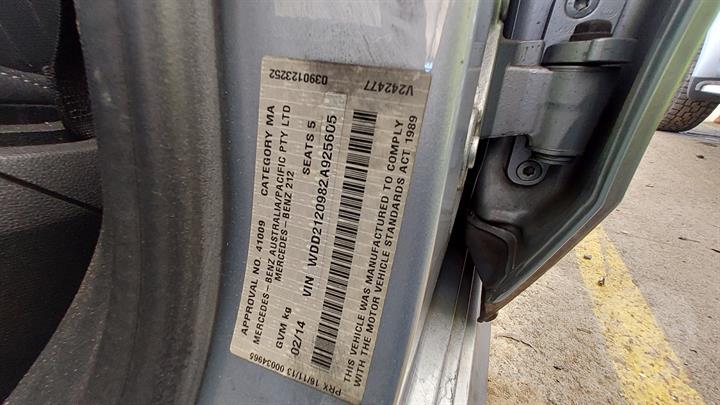 0390123252
V242477
APPROVAL NO. 41009 CATEGORY MA
MERCEDES-BENZ AUSTRALIA/PACIFIC PTY LTD
MERCEDES-BENZ 212
GVM kg SEATS 5
02/14 VIN WDD2120982A925605
THIS VEHICLE WAS MANUFACTURED TO COMPLY
WITH THE MOTOR VEHICLE STANDARDS ACT 1989
PRX 16/11/13 00034965